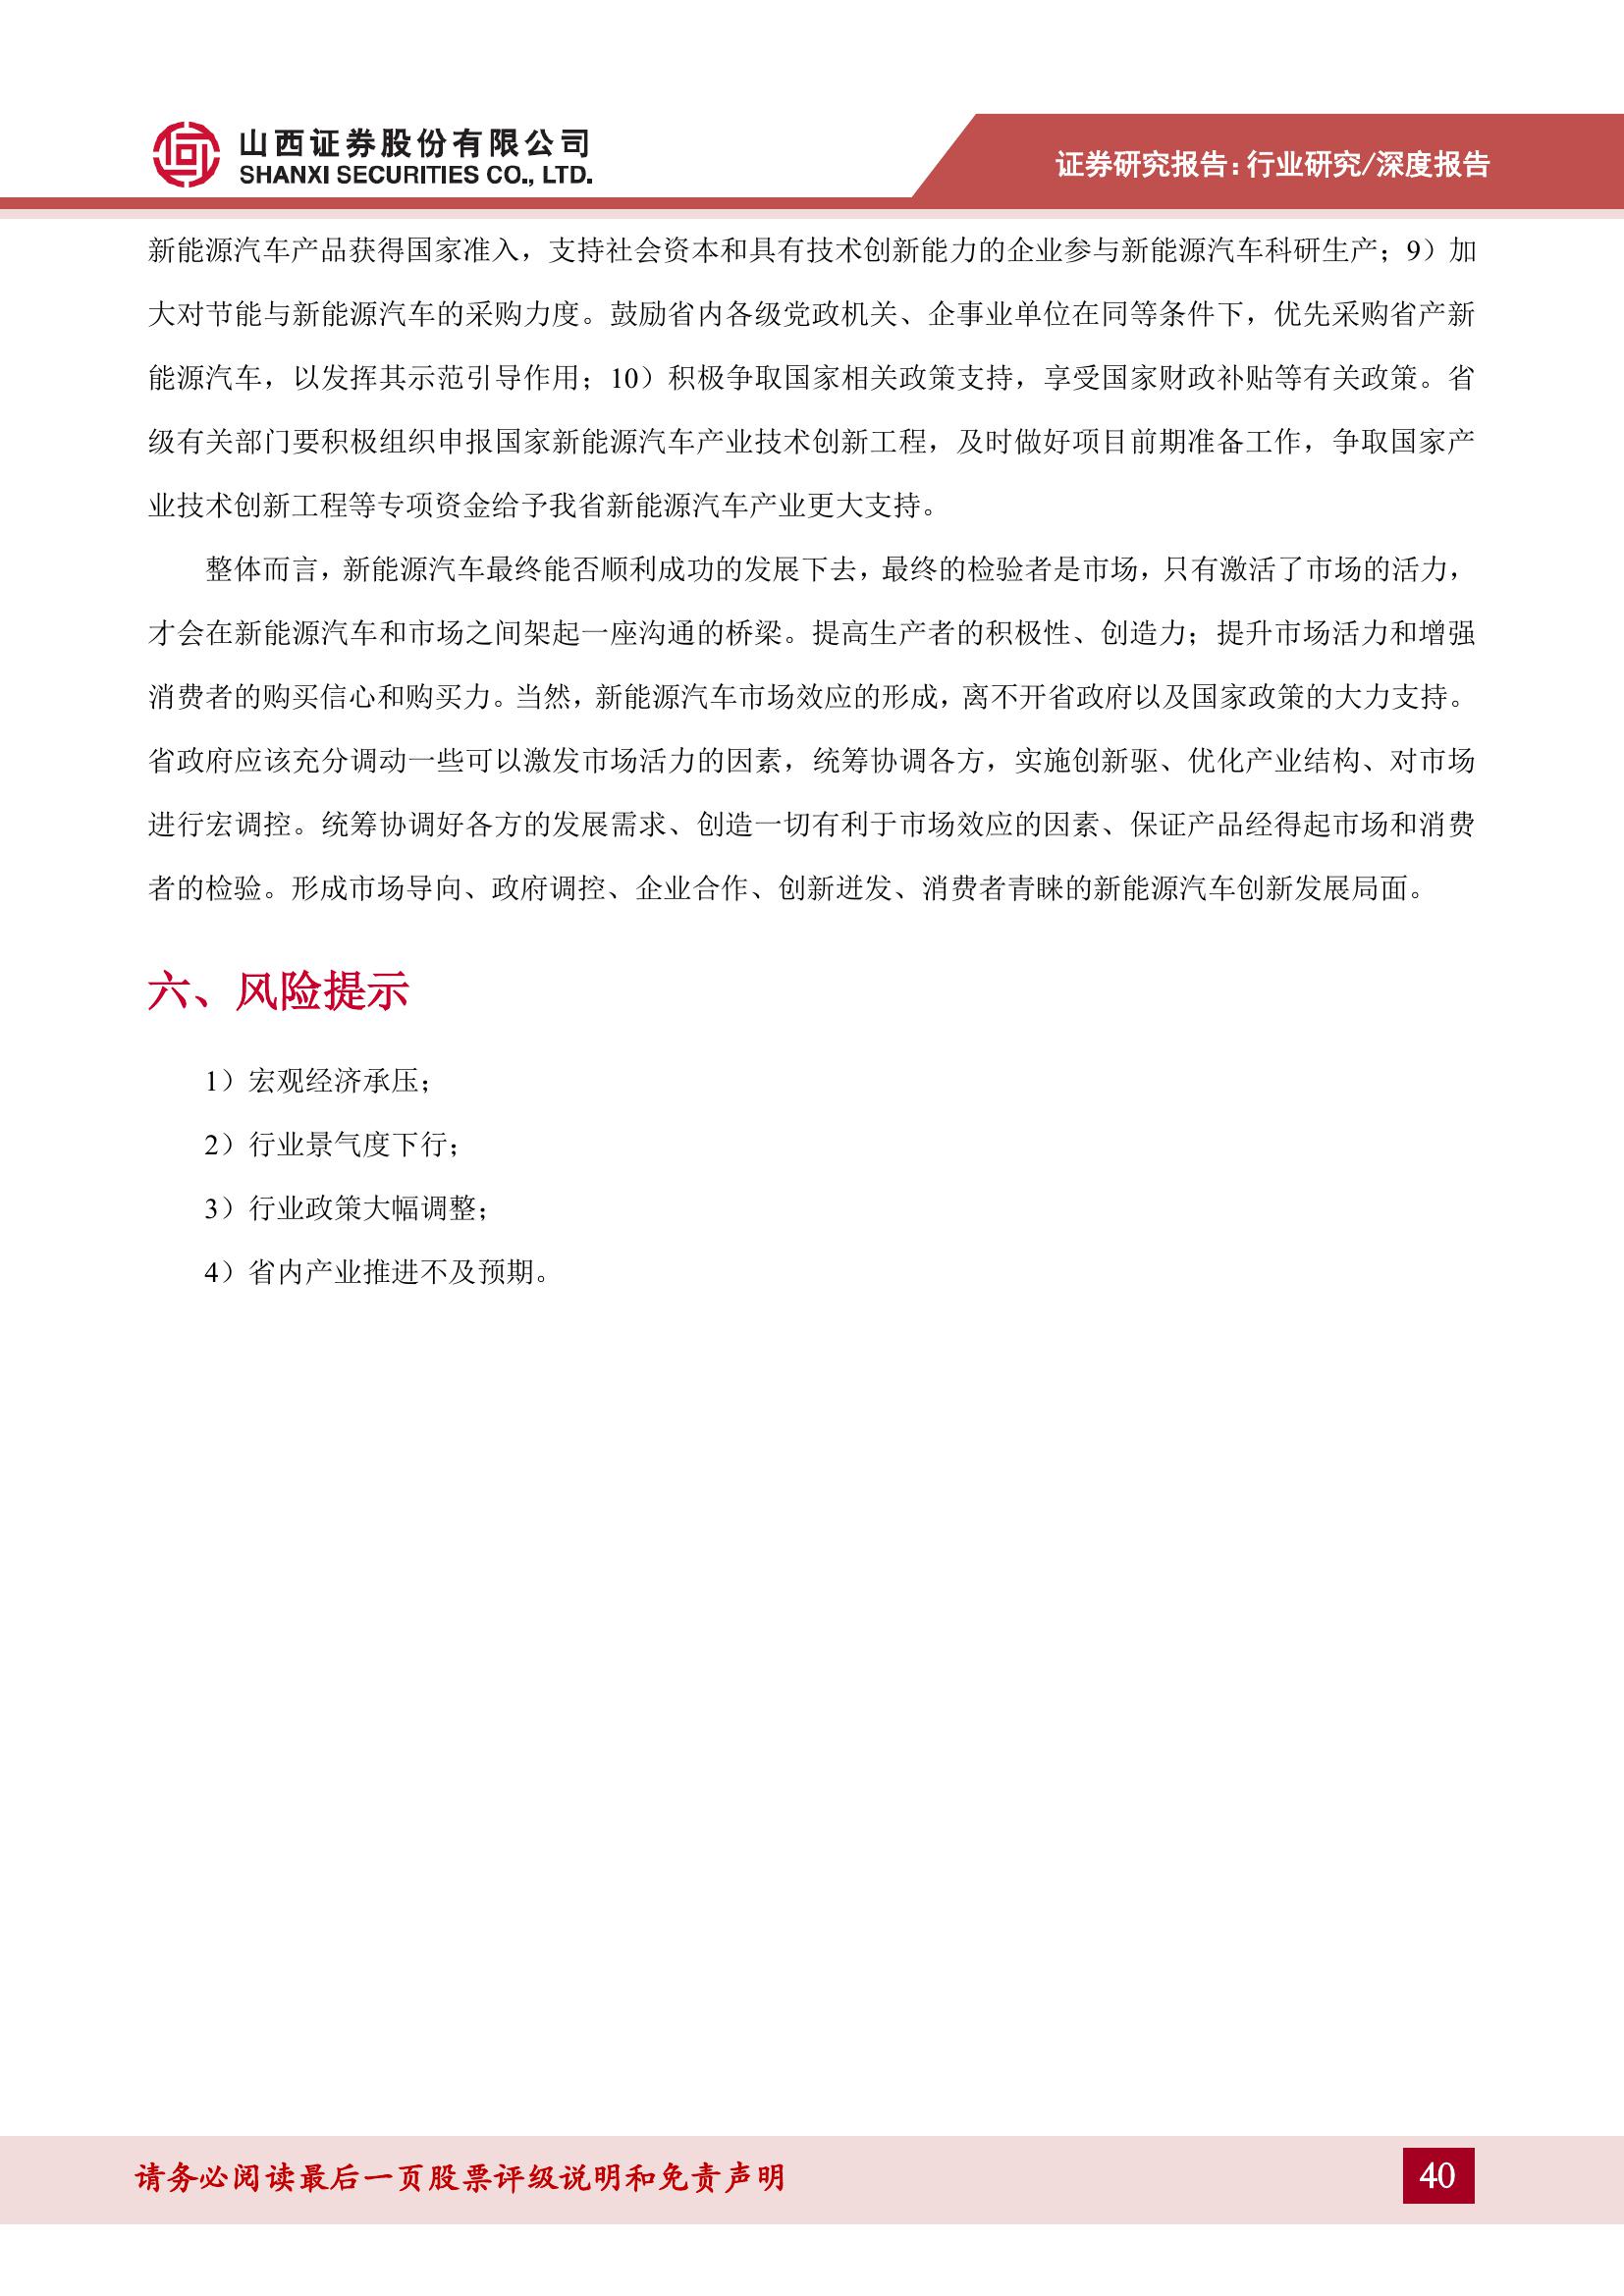 山西证券股份有限公司
SHANXI SECURITIES CO., LTD.
证券研究报告：行业研究/深度报告
新能源汽车产品获得国家准入，支持社会资本和具有技术创新能力的企业参与新能源汽车科研生产；9）加
大对节能与新能源汽车的采购力度。鼓励省内各级党政机关、企事业单位在同等条件下，优先采购省产新
能源汽车，以发挥其示范引导作用；10）积极争取国家相关政策支持，享受国家财政补贴等有关政策。省
级有关部门要积极组织申报国家新能源汽车产业技术创新工程，及时做好项目前期准备工作，争取国家产
业技术创新工程等专项资金给予我省新能源汽车产业更大支持。
整体而言，新能源汽车最终能否顺利成功的发展下去，最终的检验者是市场，只有激活了市场的活力，
才会在新能源汽车和市场之间架起一座沟通的桥梁。提高生产者的积极性、创造力；提升市场活力和增强
消费者的购买信心和购买力。当然，新能源汽车市场效应的形成，离不开省政府以及国家政策的大力支持。
省政府应该充分调动一些可以激发市场活力的因素，统筹协调各方，实施创新驱、优化产业结构、对市场
进行宏调控。统筹协调好各方的发展需求、创造一切有利于市场效应的因素、保证产品经得起市场和消费
者的检验。形成市场导向、政府调控、企业合作、创新迸发、消费者青睐的新能源汽车创新发展局面。
六、风险提示
1）宏观经济承压；
2）行业景气度下行；
3）行业政策大幅调整；
4）省内产业推进不及预期。
请务必阅读最后一页股票评级说明和免责声明
40